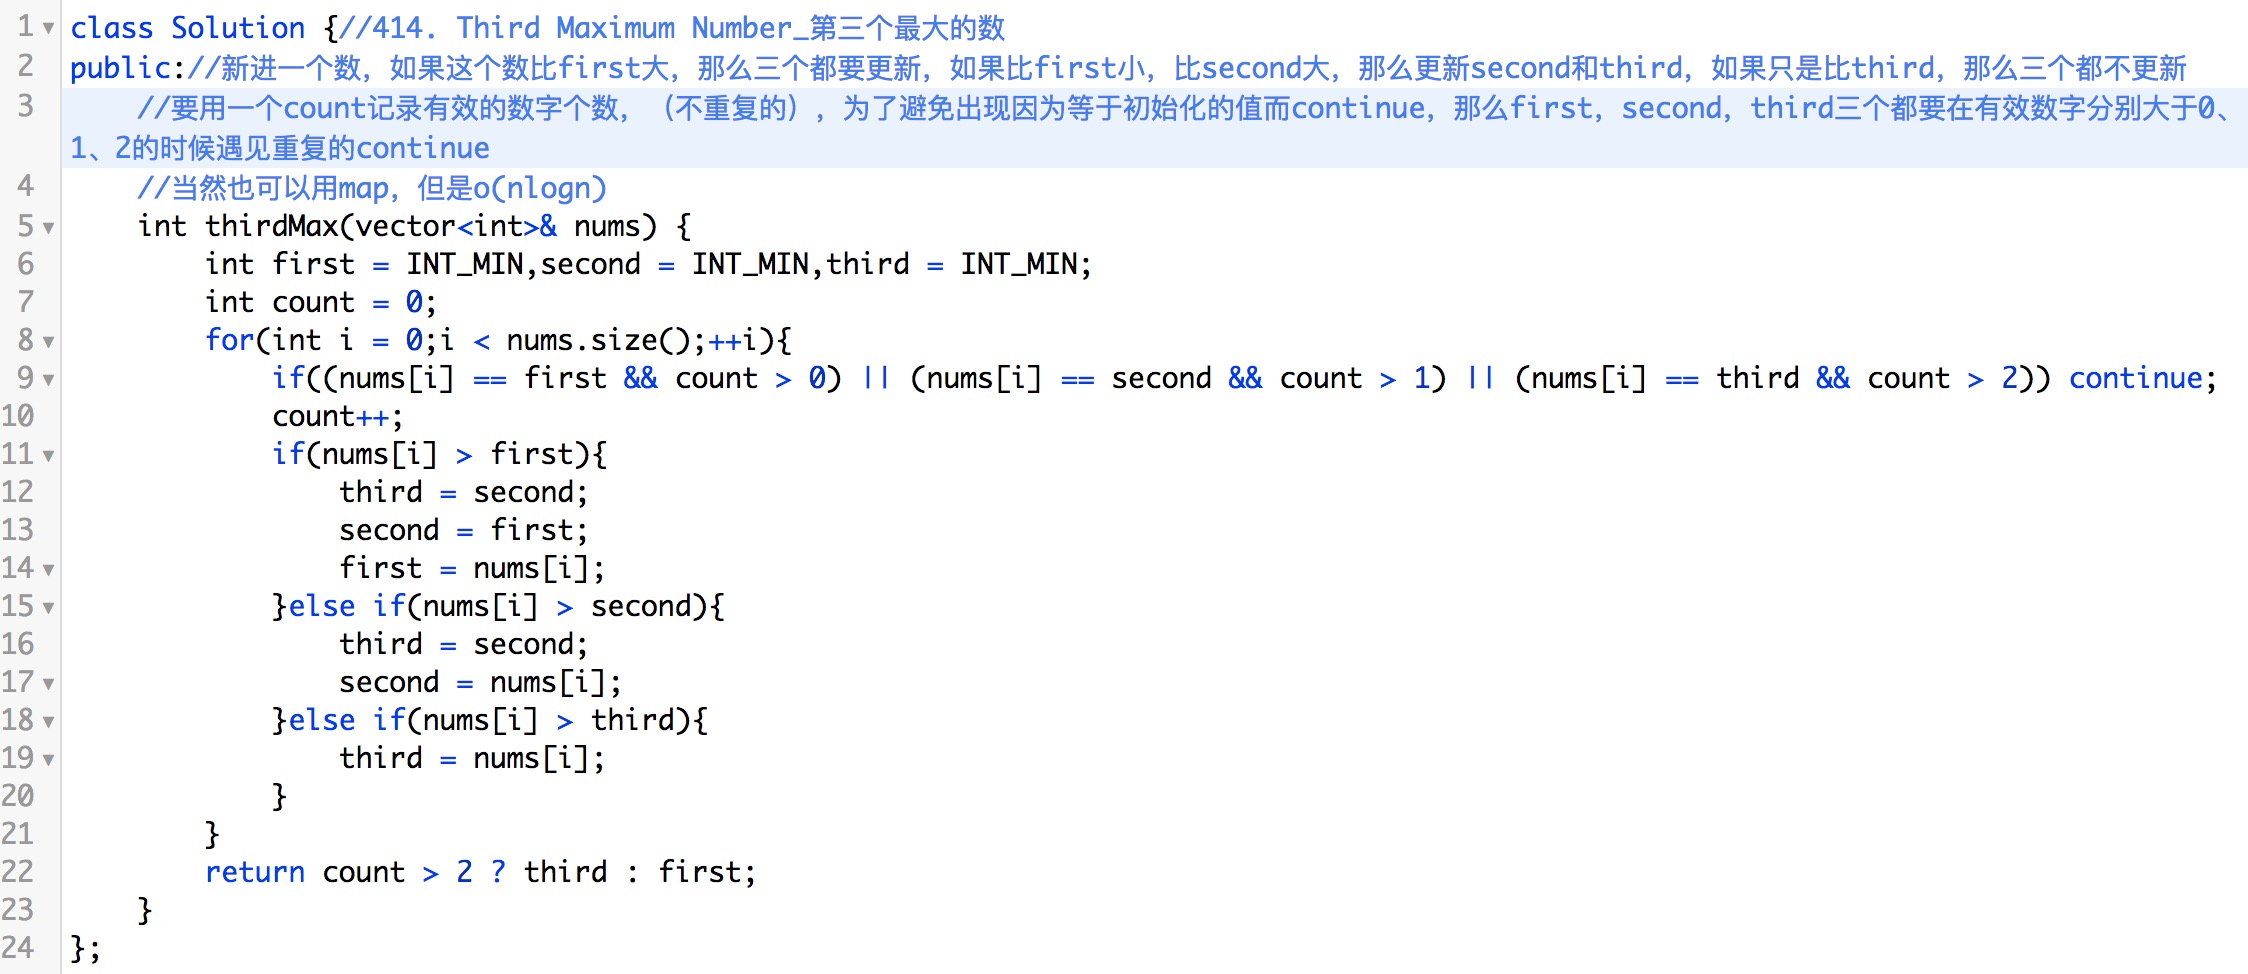 1 class Solution {//414. Third Maximum Number_第三个最大的数
2 public://新进一个数，如果这个数比first大，那么三个都要更新，如果比first小，比second大，那么更新second和third，如果只是比third，那么三个都不更新
3     //要用一个count记录有效的数字个数，（不重复的），为了避免出现因为等于初始化的值而continue，那么first，second，third三个都要在有效数字分别大于0、
1、2的时候遇见重复的continue
4     //当然也可以用map，但是o(nlogn)
5     int thirdMax(vector<int>& nums) {
6         int first = INT_MIN,second = INT_MIN,third = INT_MIN;
7         int count = 0;
8         for(int i = 0;i < nums.size();++i){
9             if((nums[i] == first && count > 0) || (nums[i] == second && count > 1) || (nums[i] == third && count > 2)) continue;
10             count++;
11             if(nums[i] > first){
12                 third = second;
13                 second = first;
14                 first = nums[i];
15             }else if(nums[i] > second){
16                 third = second;
17                 second = nums[i];
18             }else if(nums[i] > third){
19                 third = nums[i];
20             }
21         }
22         return count > 2 ? third : first;
23     }
24 };